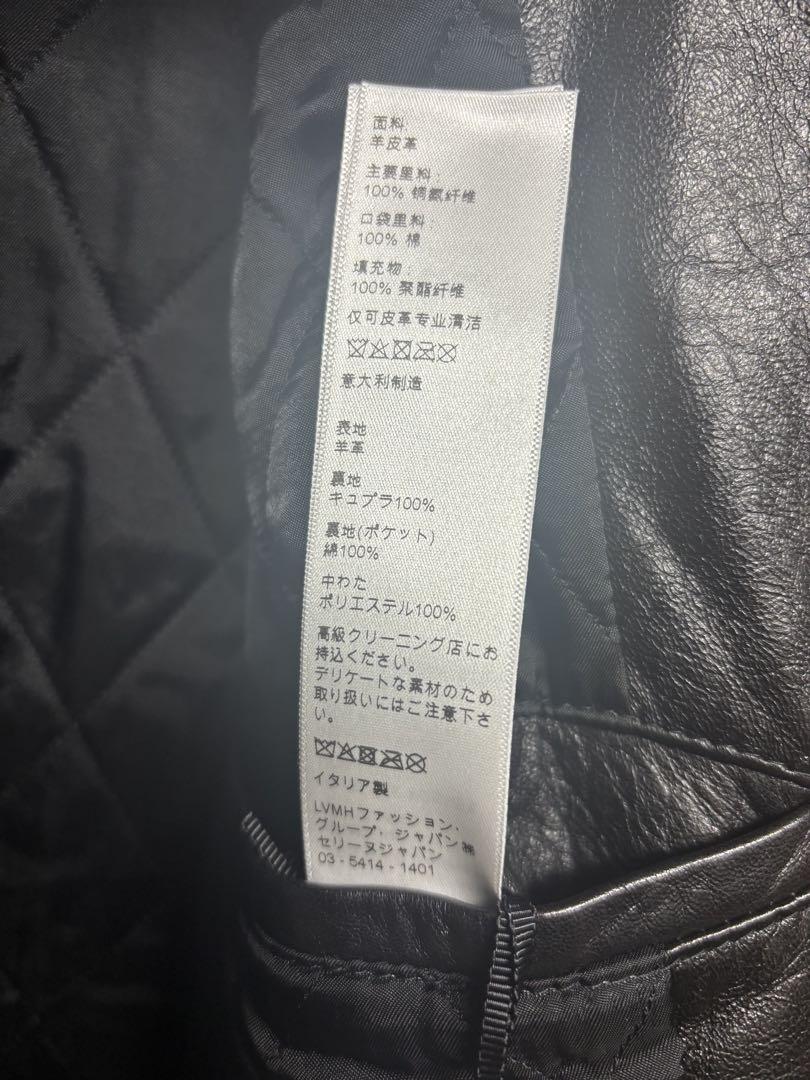 面料:
羊皮革
主要里料:
100% 铜氨纤维
口袋里料
100% 棉
填充物:
100% 聚酯纤维
仅可皮革专业清洁
意大利制造
表地
羊革
裏地
キュプラ100%
裏地(ポケット)
綿100%
中わた
ポリエステル100%
高級クリーニング店にお
持込ください。
デリケートな素材のため
取り扱いにはご注意下さ
い。
イタリア製
LVMHファッション・
グループ・ジャパン㈱
セリーヌジャパン
03-5414-1401